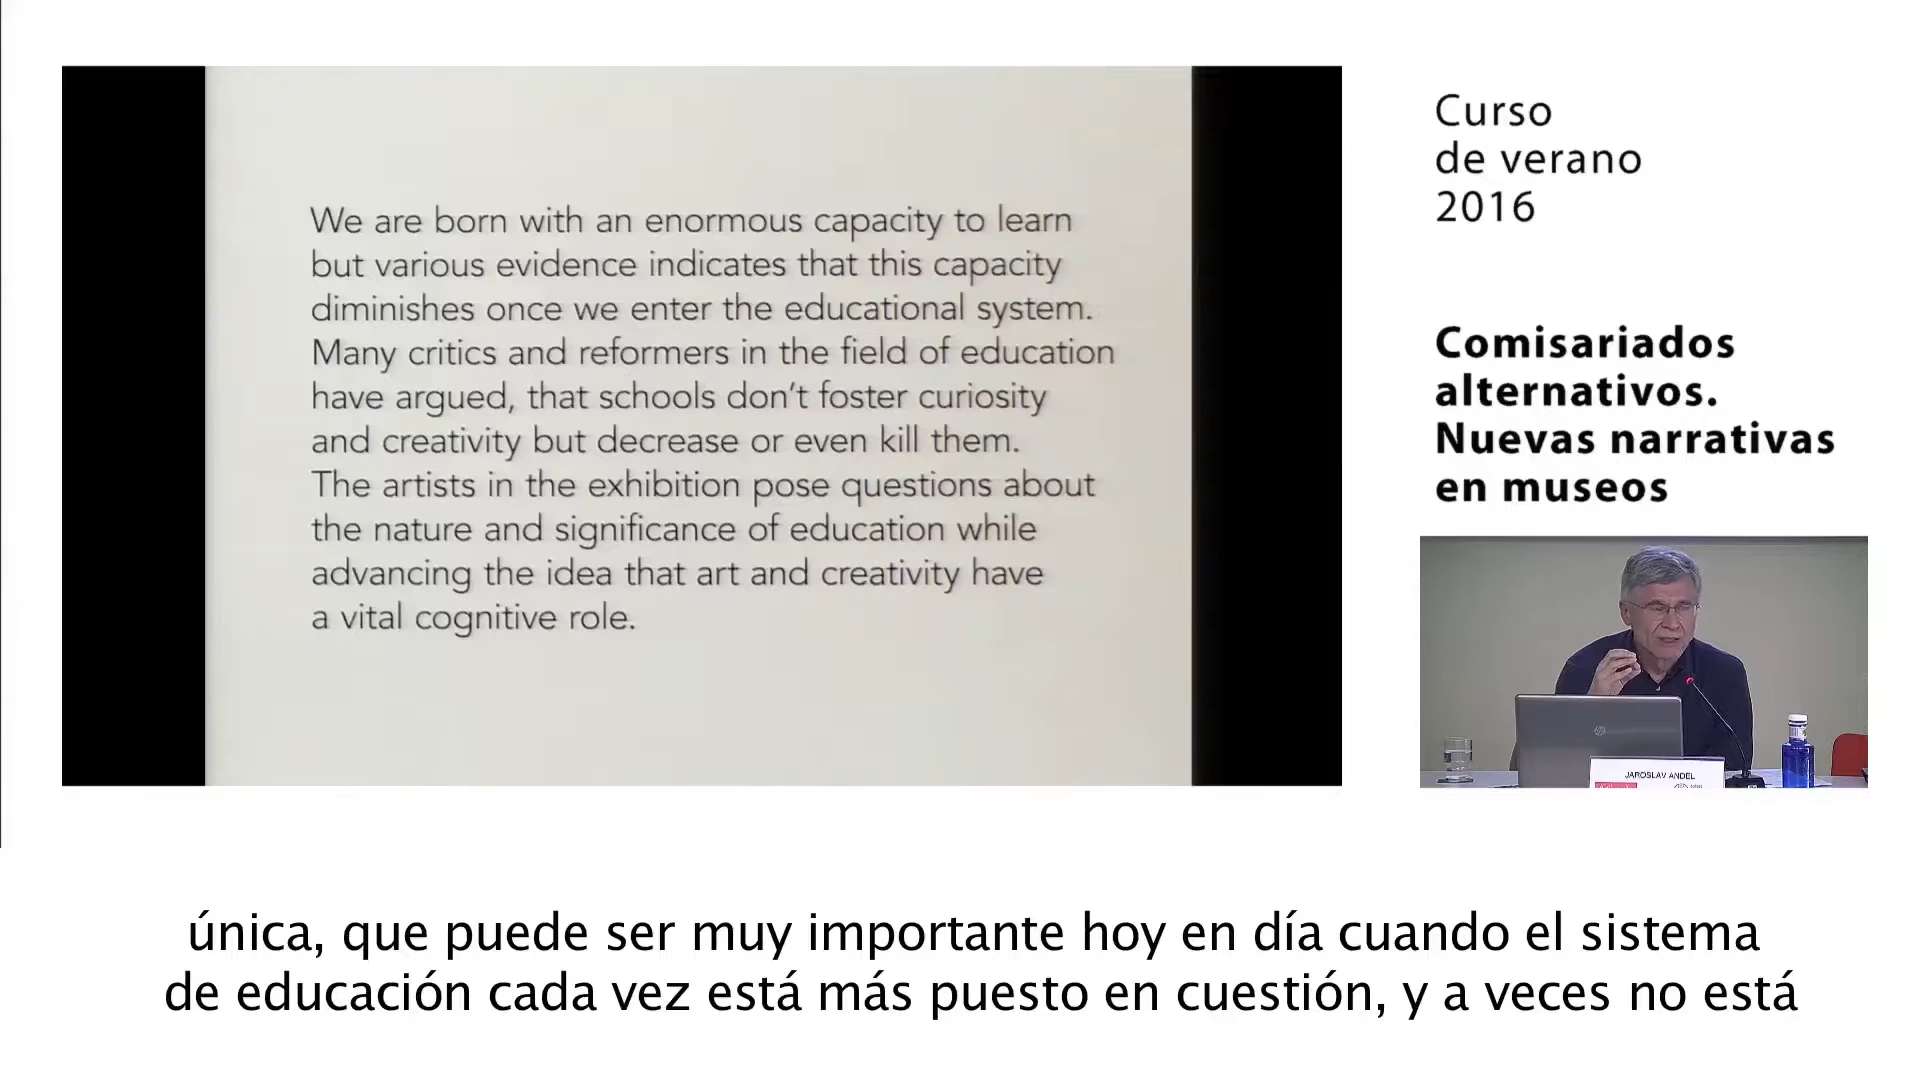 We are born with an enormous capacity to learn
but various evidence indicates that this capacity
diminishes once we enter the educational system.
Many critics and reformers in the field of education
have argued, that schools don't foster curiosity
and creativity but decrease or even kill them.
The artists in the exhibition pose questions about
the nature and significance of education while
advancing the idea that art and creativity have
a vital cognitive role.
Curso
de verano
2016
Comisariados
alternativos.
Nuevas narrativas
en museos
hp
JAROSLAV ANDEL
única, que puede ser muy importante hoy en día cuando el sistema
de educación cada vez está más puesto en cuestión, y a veces no está